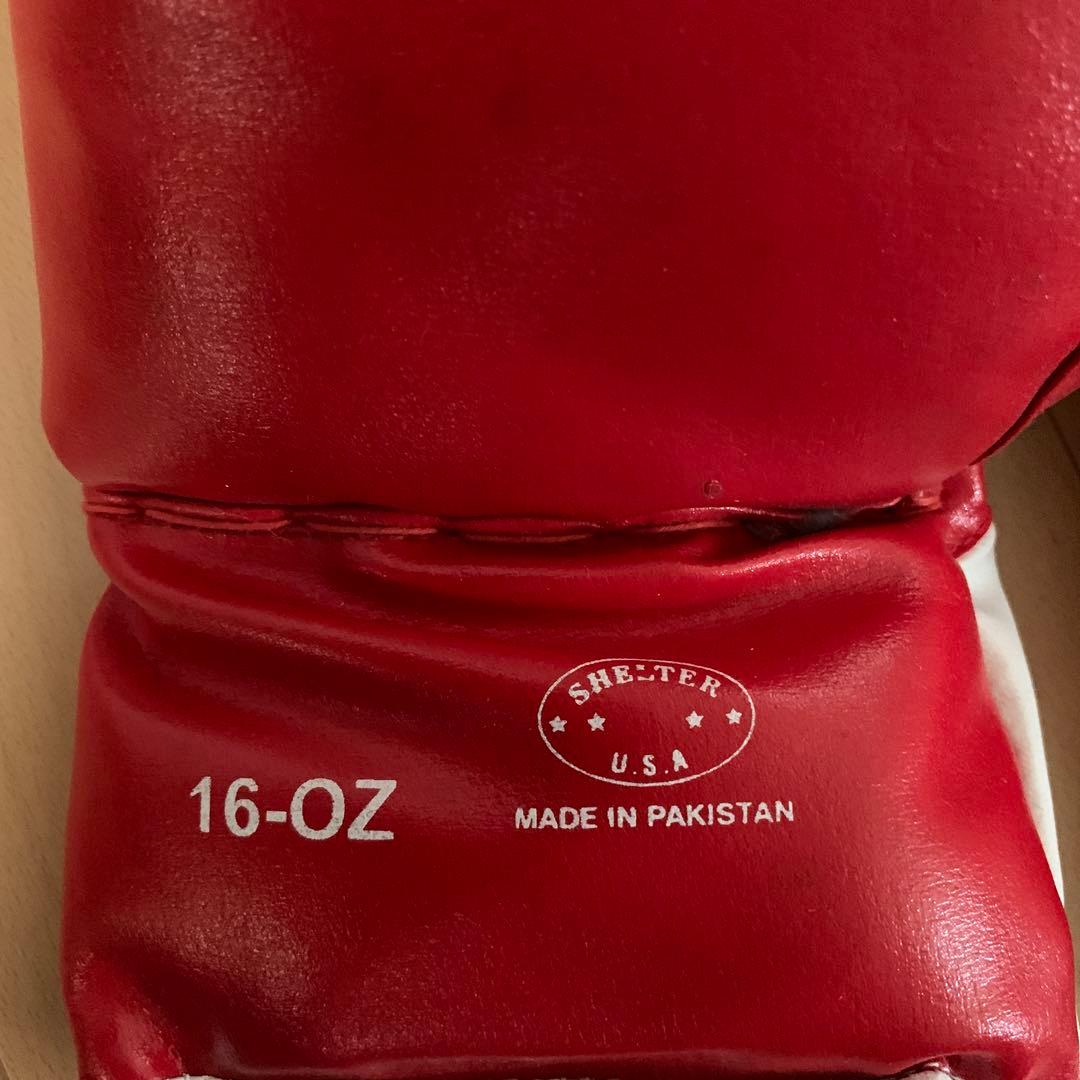 SHELTER
U.S.A
16-OZ
MADE IN PAKISTAN